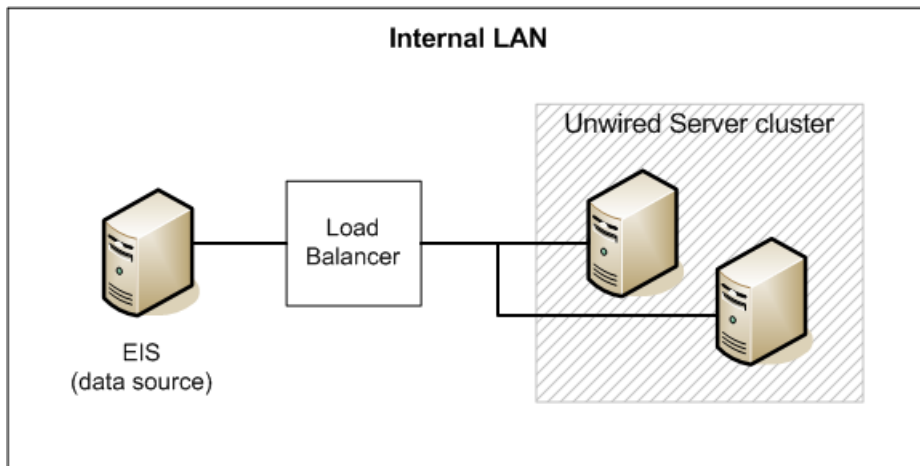 Internal LAN
Unwired Server cluster
Load
Balancer
EIS
(data source)